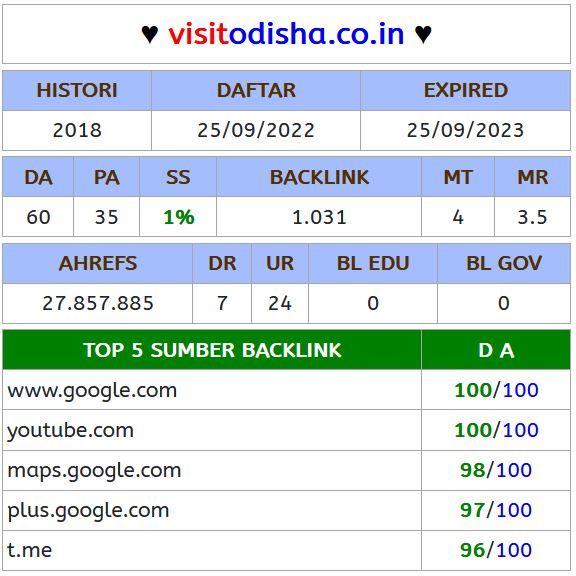 ♥ visitodisha.co.in ♥
HISTORI DAFTAR EXPIRED
2018 25/09/2022 25/09/2023
DA PA SS BACKLINK MT MR
60 35 1% 1.031 4 3.5
AHREFS DR UR BL EDU BL GOV
27.857.885 7 24 0 0
TOP 5 SUMBER BACKLINK D A
www.google.com 100/100
youtube.com 100/100
maps.google.com 98/100
plus.google.com 97/100
t.me 96/100